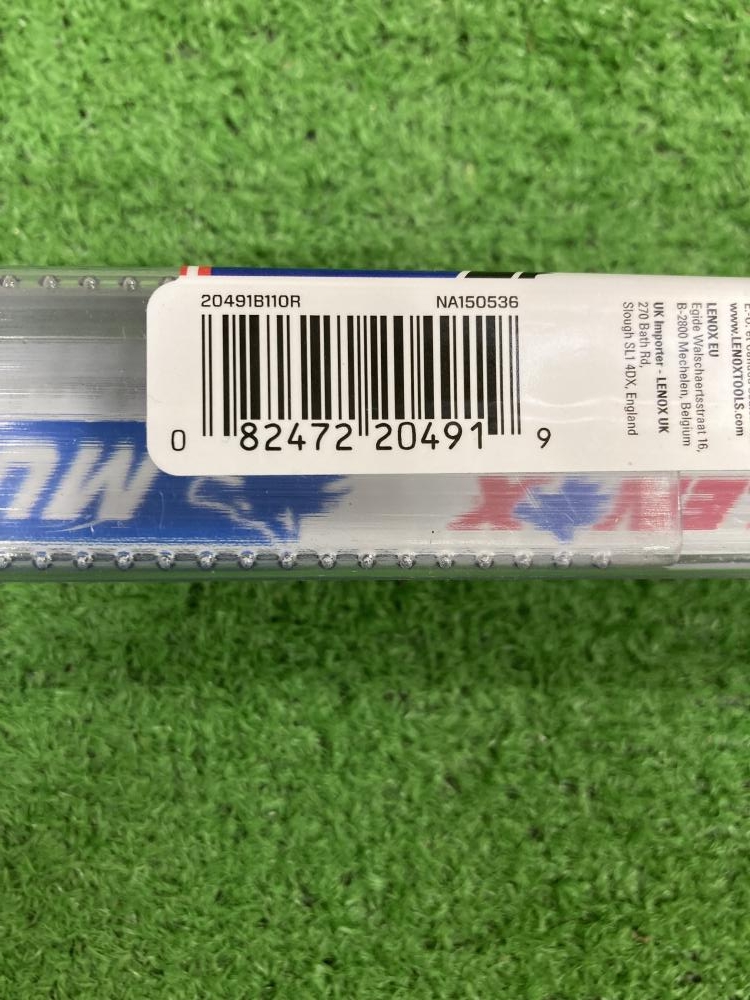 20491B110R NA150536
0 82472 20491 9
www.LENOXTOOLS.com
LENOX EU
Egide Walschaertsstraat 16,
B-2800 Mechelen, Belgium
UK Importer - LENOX UK
270 Bath Rd,
Slough SL1 4DX, England